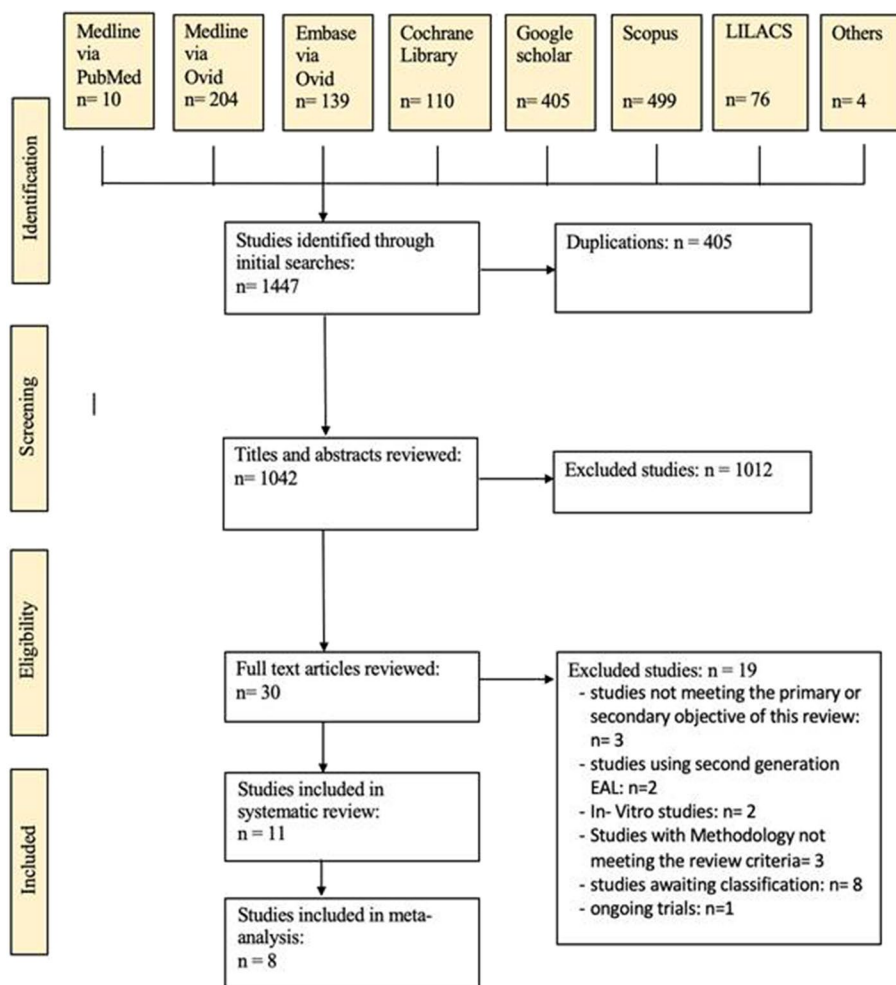 Medline
via
PubMed
n= 10
Medline
via
Ovid
n= 204
Embase
via
Ovid
n= 139
Cochrane
Library
n= 110
Google
scholar
n= 405
Scopus
n= 499
LILACS
n= 76
Others
n= 4
Identification
Studies identified through
initial searches:
n= 1447
Duplications: n = 405
Screening
Titles and abstracts reviewed:
n= 1042
Excluded studies: n = 1012
Eligibility
Full text articles reviewed:
n= 30
Excluded studies: n = 19
- studies not meeting the primary or
secondary objective of this review:
n= 3
- studies using second generation
EAL: n=2
- In- Vitro studies: n= 2
- Studies with Methodology not
meeting the review criteria= 3
- studies awaiting classification: n= 8
- ongoing trials: n=1
Included
Studies included in
systematic review:
n = 11
Studies included in meta-
analysis:
n = 8